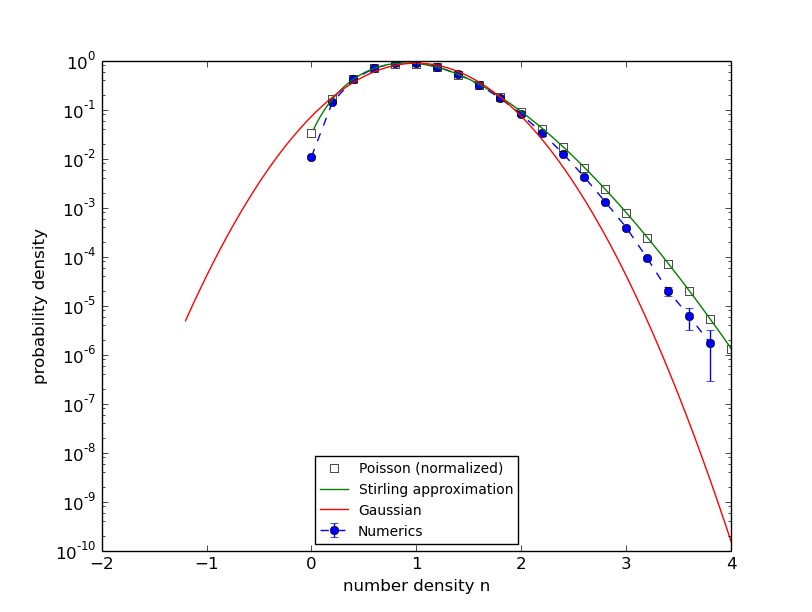 10^0
10^-1
10^-2
10^-3
10^-4
10^-5
10^-6
10^-7
10^-8
10^-9
10^-10
probability density
Poisson (normalized)
Stirling approximation
Gaussian
Numerics
−2 −1 0 1 2 3 4
number density n